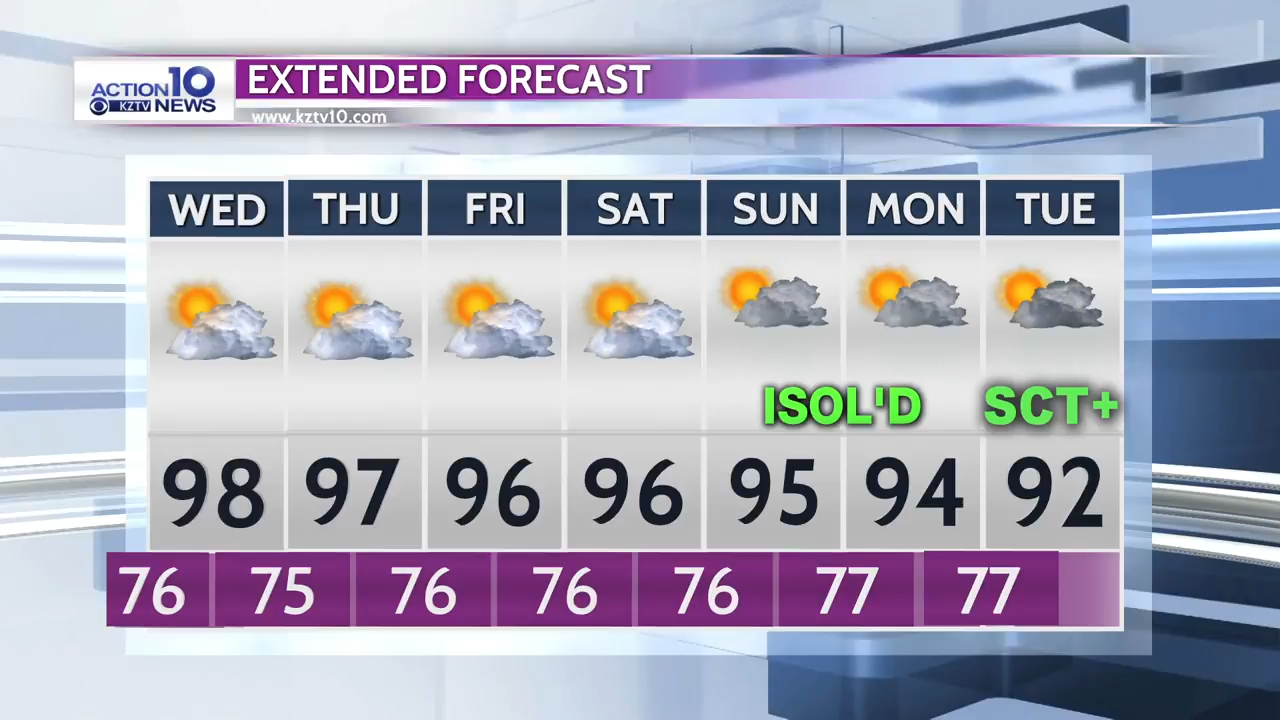 ACTION 10
KZTV NEWS
EXTENDED FORECAST
www.kztv10.com
WED THU FRI SAT SUN MON TUE
ISOL'D SCT+
98 97 96 96 95 94 92
76 75 76 76 76 77 77